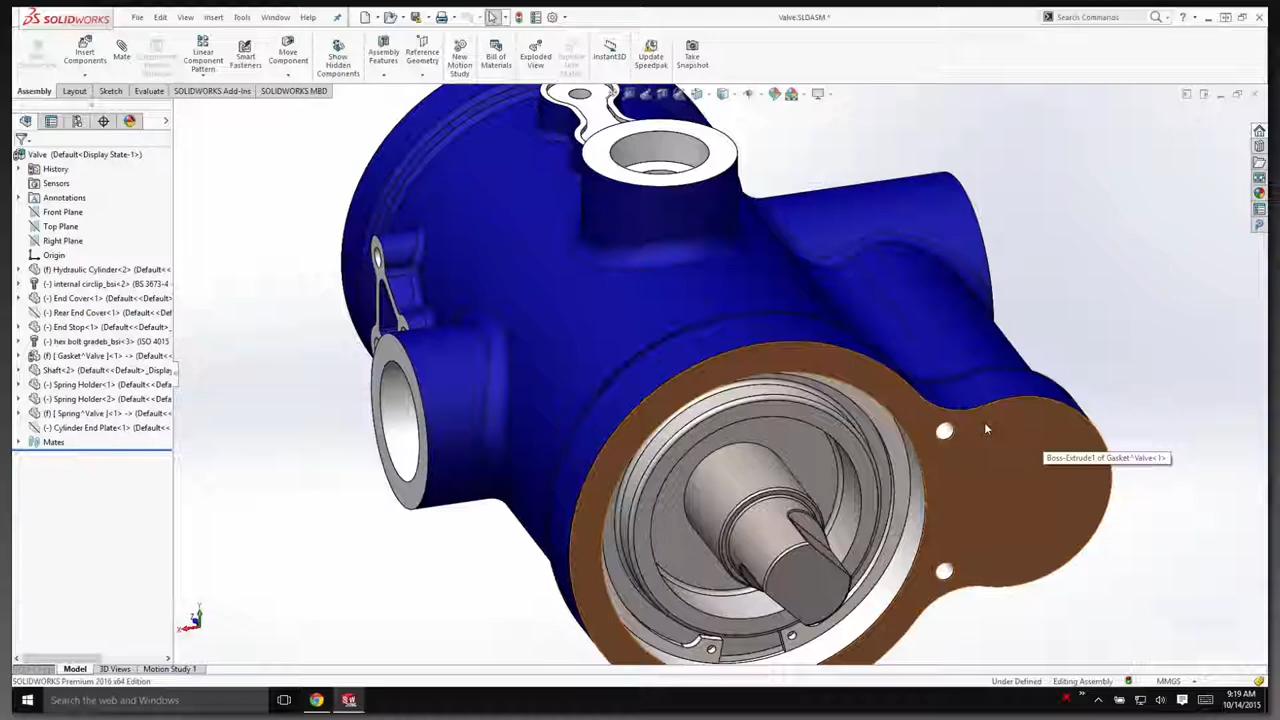 SOLIDWORKS
File Edit View Insert Tools Window Help
Valve.SLDASM *
Search Commands
Insert Components
Mate
Linear Component Pattern
Smart Fasteners
Move Component
Show Hidden Components
Assembly Features
Reference Geometry
New Motion Study
Bill of Materials
Exploded View
Instant3D
Update Speedpak
Take Snapshot
Assembly Layout Sketch Evaluate SOLIDWORKS Add-Ins SOLIDWORKS MBD
Valve (Default<Display State-1>)
History
Sensors
Annotations
Front Plane
Top Plane
Right Plane
Origin
(f) Hydraulic Cylinder<2> (Default<<
(-) internal circlip_bsi<2> (BS 3673-4
(-) End Cover<1> (Default<<Default
(-) Rear End Cover<1> (Default<<Def
(-) End Stop<1> (Default<<Default>_
(-) hex bolt gradeb_bsi<3> (ISO 4015
(f) [ Gasket^Valve ]<1> -> (Default<<
Shaft<2> (Default<<Default>_Displa
(-) Spring Holder<1> (Default<<Defa
(-) Spring Holder<2> (Default<<Defa
(f) [ Spring^Valve ]<1> -> (Default<<
(-) Cylinder End Plate<1> (Default<<
Mates
Boss-Extrude1 of Gasket^Valve<1>
Y
X
Z
Model 3D Views Motion Study 1
SOLIDWORKS Premium 2016 x64 Edition
Under Defined Editing Assembly MMGS
Search the web and Windows
9:19 AM
10/14/2015